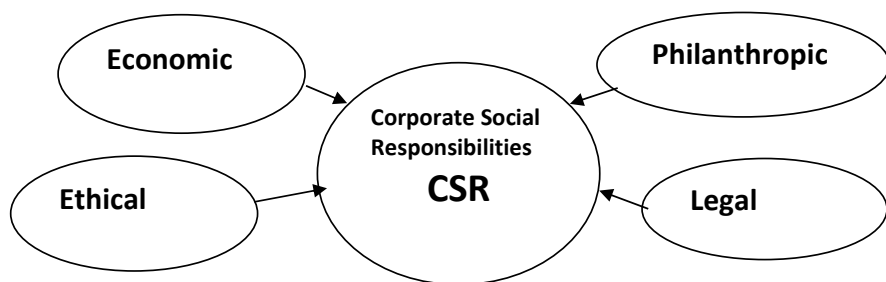 Economic
Philanthropic
Corporate Social
Responsibilities
CSR
Ethical
Legal